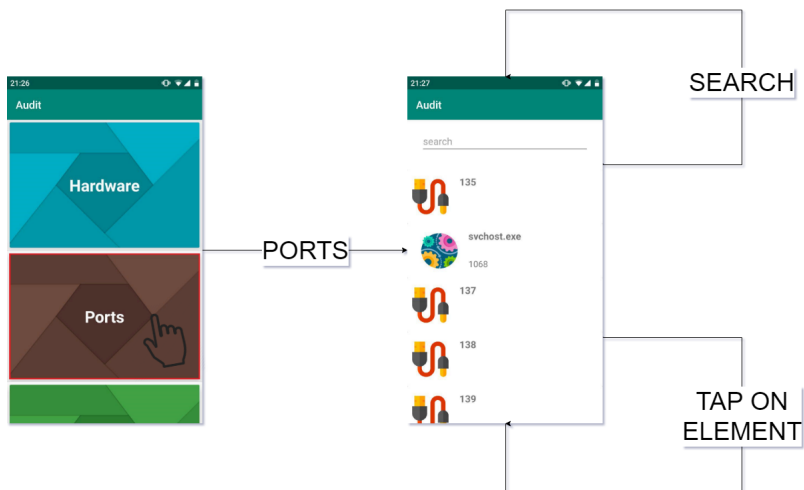 21:26
Audit
Hardware
Ports
PORTS
21:27
Audit
search
135
svchost.exe
1068
137
138
139
SEARCH
TAP ON
ELEMENT